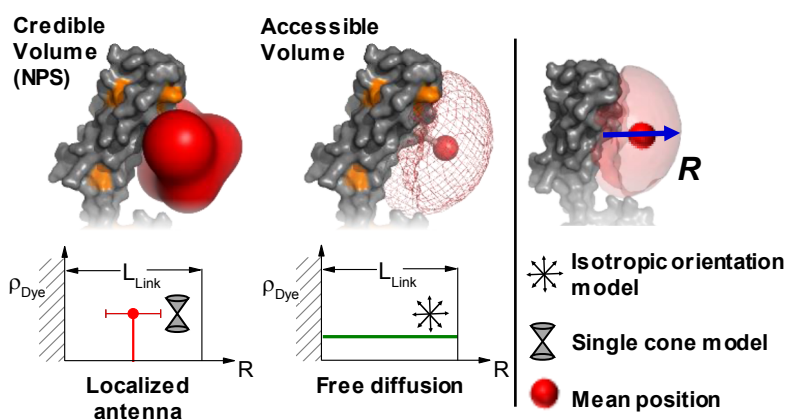 Credible
Volume
(NPS)
Accessible
Volume
R
ρDye
LLink
R
Localized
antenna
ρDye
LLink
R
Free diffusion
Isotropic orientation
model
Single cone model
Mean position